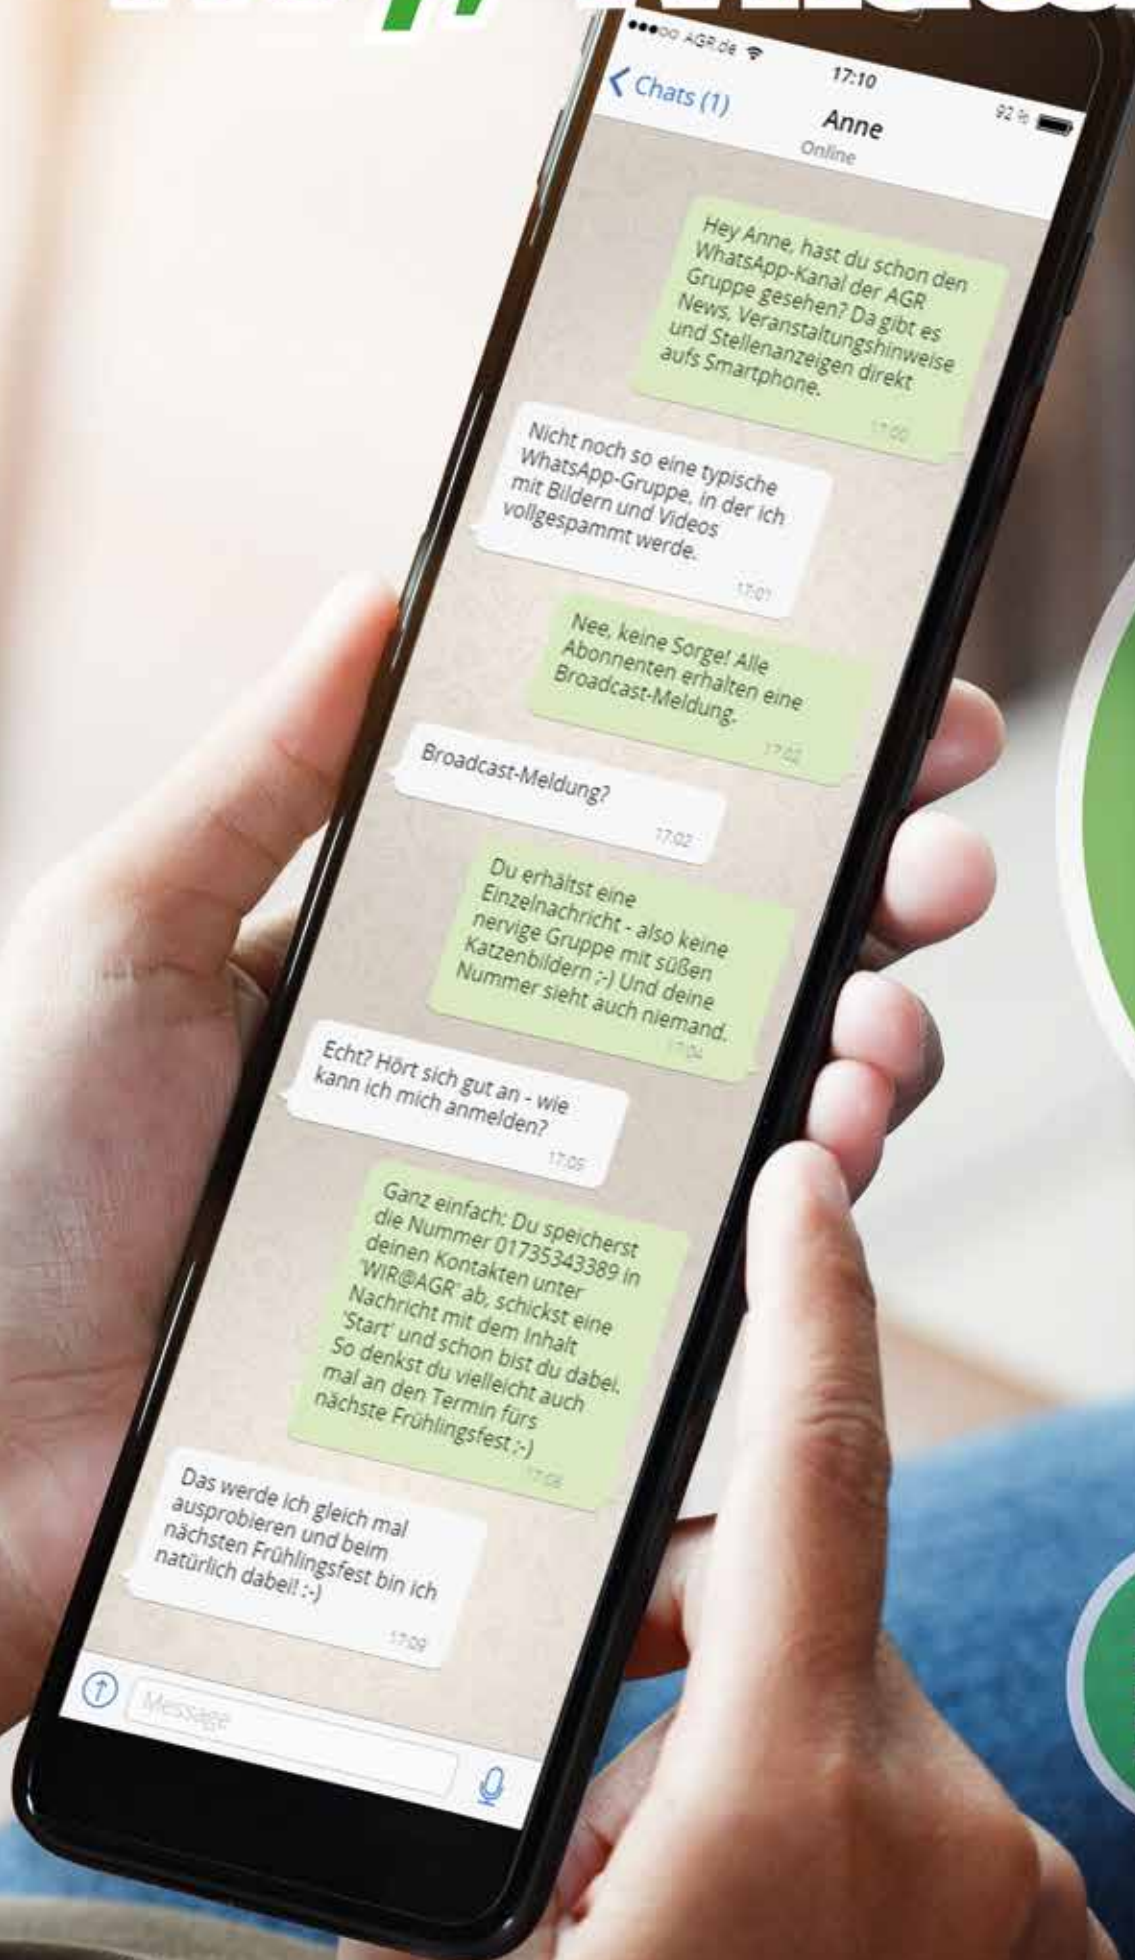 AGR.de
17:10
92 %
Chats (1)
Anne
Online
Hey Anne, hast du schon den
WhatsApp-Kanal der AGR
Gruppe gesehen? Da gibt es
News, Veranstaltungshinweise
und Stellenanzeigen direkt
aufs Smartphone.
17:00
Nicht noch so eine typische
WhatsApp-Gruppe, in der ich
mit Bildern und Videos
vollgespammt werde.
17:01
Nee, keine Sorge! Alle
Abonnenten erhalten eine
Broadcast-Meldung.
17:02
Broadcast-Meldung?
17:02
Du erhältst eine
Einzelnachricht - also keine
nervige Gruppe mit süßen
Katzenbildern ;-) Und deine
Nummer sieht auch niemand.
17:04
Echt? Hört sich gut an - wie
kann ich mich anmelden?
17:05
Ganz einfach: Du speicherst
die Nummer 01735343389 in
deinen Kontakten unter
'WIR@AGR' ab, schickst eine
Nachricht mit dem Inhalt
'Start' und schon bist du dabei.
So denkst du vielleicht auch
mal an den Termin fürs
nächste Frühlingsfest ;-)
17:08
Das werde ich gleich mal
ausprobieren und beim
nächsten Frühlingsfest bin ich
natürlich dabei! :-)
17:09
Message